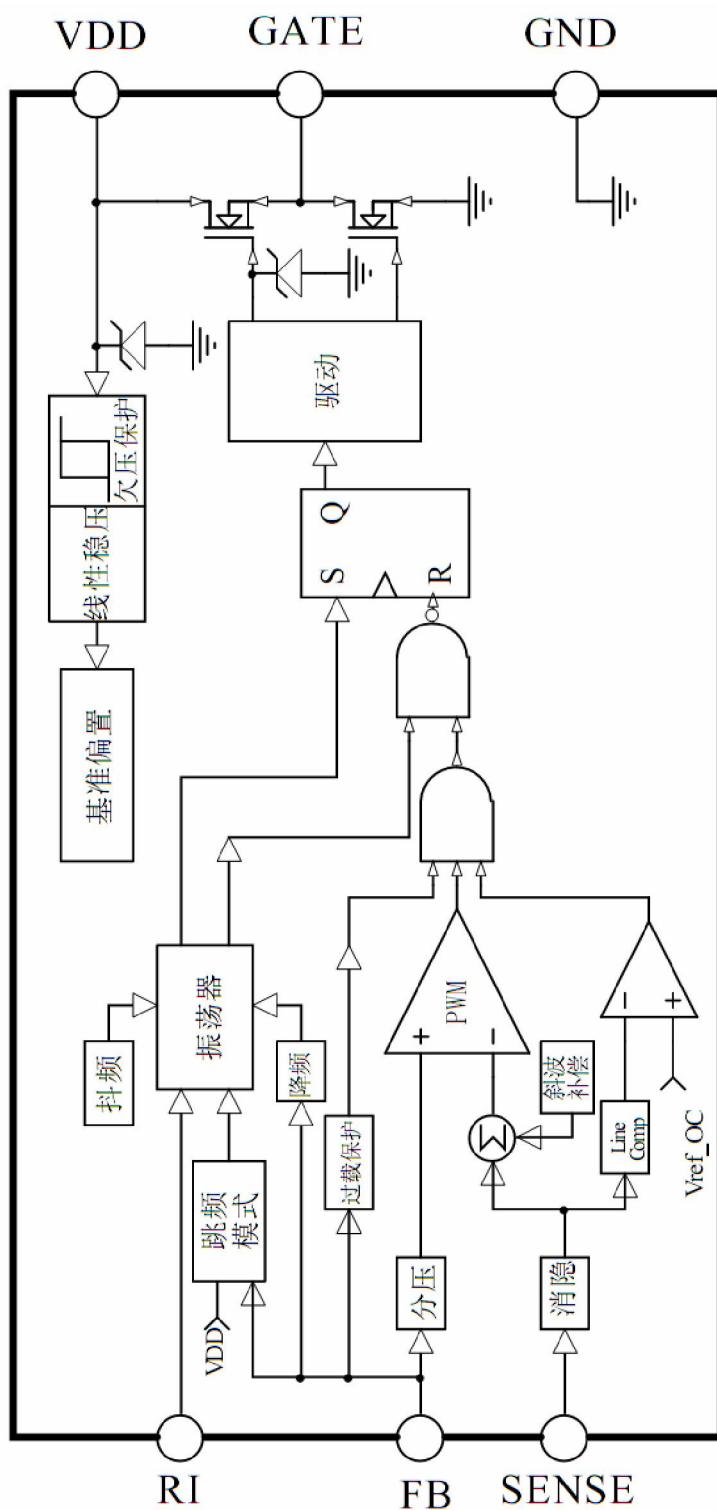 VDD
GATE
GND
欠压保护
线性稳压
基准偏置
驱动
S
Q
R
振荡器
抖频
降频
跳频
模式
VDD
过载保护
PWM
+
-
分压
Σ
斜波
补偿
消隐
Line
Comp
-
+
Vref_OC
RI
FB
SENSE